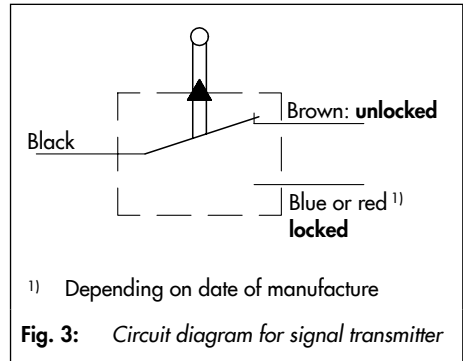 Brown: unlocked
Black
Blue or red 1)
locked
1) Depending on date of manufacture
Fig. 3: Circuit diagram for signal transmitter